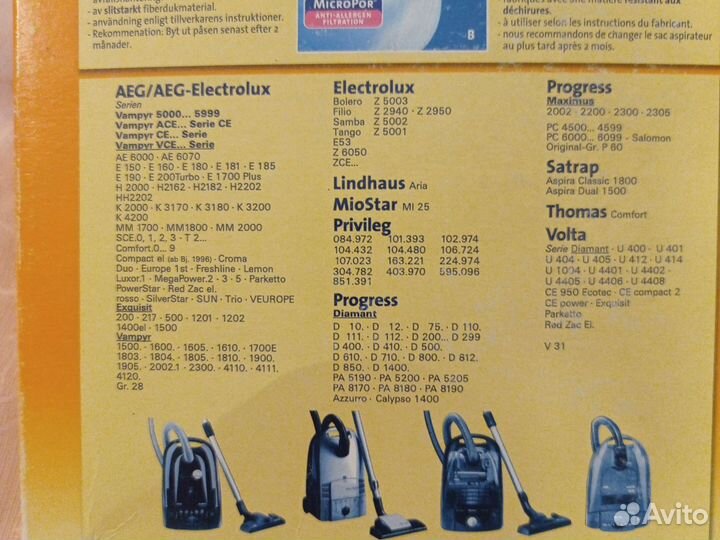 av slitstarkt fiberdukmaterial.
- användning enligt tillverkarens instruktioner.
- Rekommenation: Byt ut påsen senast efter 2
månader.
MICROPOR
ANTI-ALLERGEN
FILTRATION
B
déchirures.
- à utiliser selon les instructions du fabricant.
- nous recommandons de changer le sac aspirateur
au plus tard après 2 mois.
AEG/AEG-Electrolux
Serien
Vampyr 5000... 5999
Vampyr ACE... Serie CE
Vampyr CE... Serie
Vampyr VCE... Serie
AE 6000 · AE 6070
E 150 · E 160 · E 180 · E 181 · E 185
E 190 · E 200Turbo · E 1700 Plus
H 2000 · H2162 · H2182 · H2202
HH2202
K 2000 · K 3170 · K 3180 · K 3200
K 4200
MM 1700 · MM1800 · MM 2000
SCE.0, 1, 2, 3 · T 2...
Comfort.0... 9
Compact el (ab Bj. 1996) · Croma
Duo · Europe 1st · Freshline · Lemon
Luxor.1 · MegaPower.2 · 3 · 5 · Parketto
PowerStar · Red Zac el.
rosso · SilverStar · SUN · Trio · VEUROPE
Exquisit
200 · 217 · 500 · 1201 · 1202
1400el · 1500
Vampyr
1500. · 1600. · 1605. · 1610. · 1700E
1803. · 1804. · 1805. · 1810. · 1900.
1905. · 2002.1 · 2300. · 4110. · 4111.
4120.
Gr. 28
Electrolux
Bolero Z 5003
Filio Z 2940 · Z 2950
Samba Z 5002
Tango Z 5001
E53
Z 6050
ZCE...
Lindhaus Aria
MioStar MI 25
Privileg
084.972 101.393 102.974
104.432 104.480 106.724
107.023 163.221 224.974
304.782 403.970 595.096
851.391
Progress
Diamant
D 10. · D 12. · D 75. · D 110.
D 111. · D 112. · D 200... · D 299
D 400. · D 410. · D 500.
D 610. · D 710. · D 800. · D 812.
D 850. · D 1400.
PA 5190 · PA 5200 · PA 5205
PA 8170 · PA 8180 · PA 8190
Azzurro · Calypso 1400
Progress
Maximus
2002 · 2200 · 2300 · 2305
PC 4500... 4599
PC 6000... 6099 · Salomon
Original-Gr. P 60
Satrap
Aspira Classic 1800
Aspira Dual 1500
Thomas Comfort
Volta
Serie Diamant · U 400 · U 401
U 404 · U 405 · U 412 · U 414
U 1004 · U 4401 · U 4402 ·
U 4405 · U 4406 · U 4408
CE 950 Ecotec · CE compact 2
CE power · Exquisit
Parketto
Red Zac El.
V 31
Avito